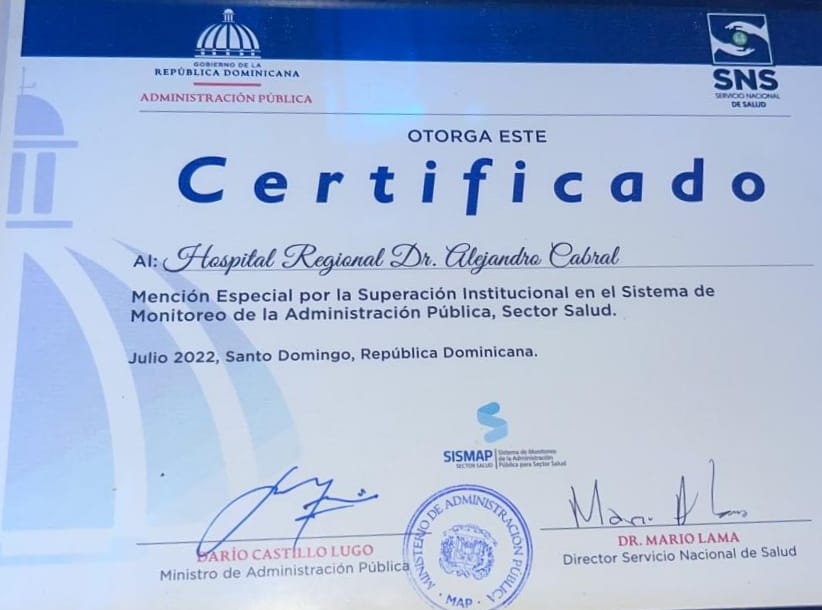 GOBIERNO DE LA
REPÚBLICA DOMINICANA
ADMINISTRACIÓN PÚBLICA
SNS
SERVICIO NACIONAL
DE SALUD
OTORGA ESTE
Certificado
Al: Hospital Regional Dr. Alejandro Cabral
Mención Especial por la Superación Institucional en el Sistema de
Monitoreo de la Administración Pública, Sector Salud.
Julio 2022, Santo Domingo, República Dominicana.
SISMAP
SECTOR SALUD
Sistema de Monitoreo
de la Administración
Pública para Sector Salud
DARÍO CASTILLO LUGO
Ministro de Administración Pública
MINISTERIO DE ADMINISTRACION PUBLICA
· MAP ·
DR. MARIO LAMA
Director Servicio Nacional de Salud